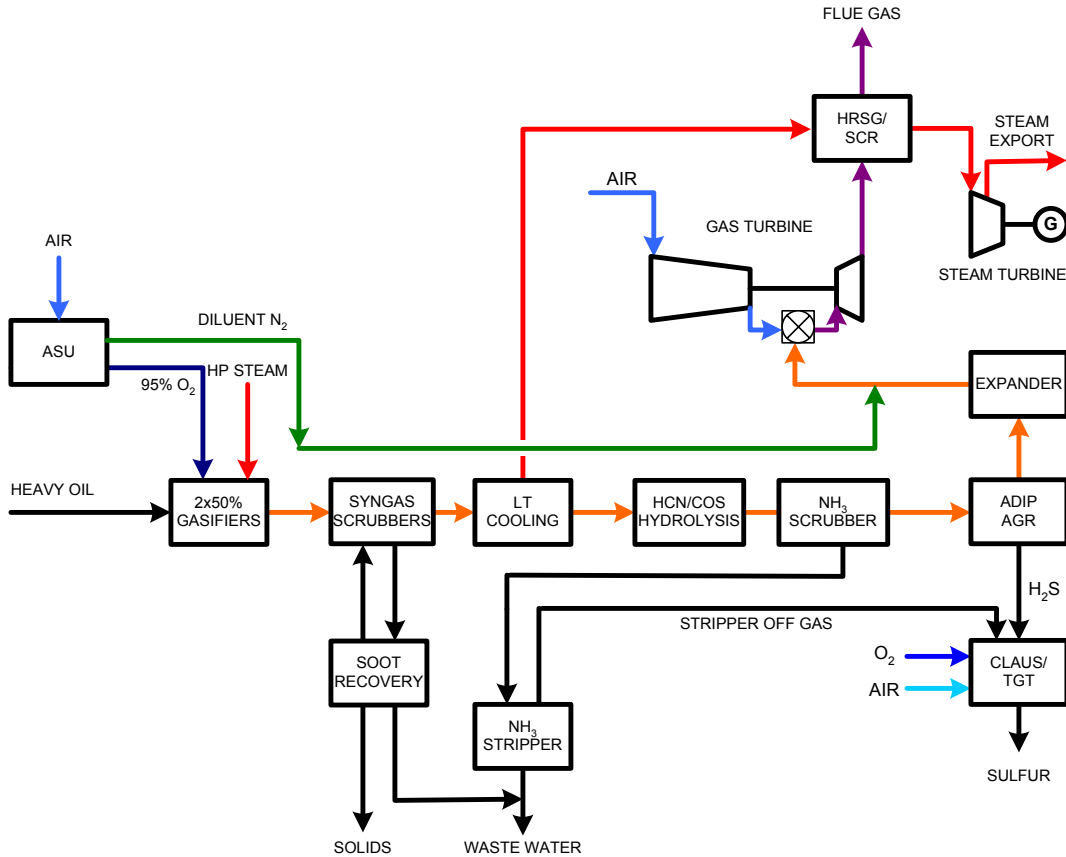 FLUE GAS
HRSG/
SCR
STEAM
EXPORT
AIR
GAS TURBINE
G
STEAM TURBINE
AIR
ASU
DILUENT N₂
95% O₂
HP STEAM
EXPANDER
HEAVY OIL
2x50%
GASIFIERS
SYNGAS
SCRUBBERS
LT
COOLING
HCN/COS
HYDROLYSIS
NH₃
SCRUBBER
ADIP
AGR
H₂S
STRIPPER OFF GAS
SOOT
RECOVERY
O₂
AIR
CLAUS/
TGT
NH₃
STRIPPER
SULFUR
SOLIDS
WASTE WATER